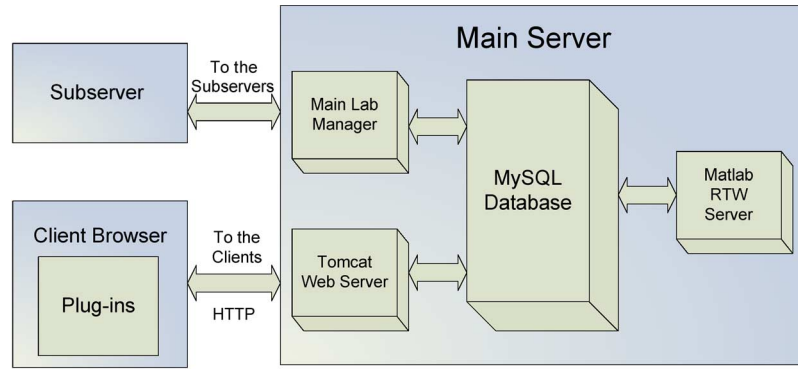 Main Server
Subserver
To the
Subservers
Main Lab
Manager
MySQL
Database
Matlab
RTW
Server
Client Browser
Plug-ins
To the
Clients
HTTP
Tomcat
Web Server